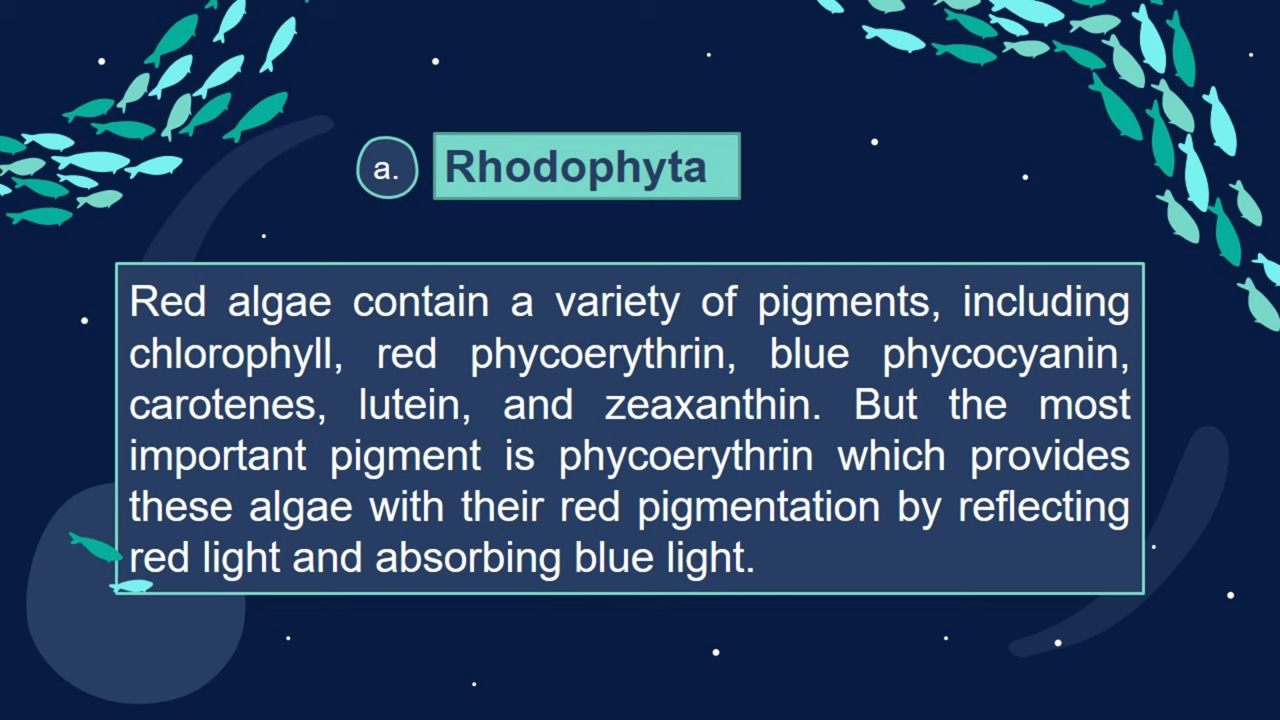 a.
Rhodophyta
Red algae contain a variety of pigments, including
chlorophyll, red phycoerythrin, blue phycocyanin,
carotenes, lutein, and zeaxanthin. But the most
important pigment is phycoerythrin which provides
these algae with their red pigmentation by reflecting
red light and absorbing blue light.